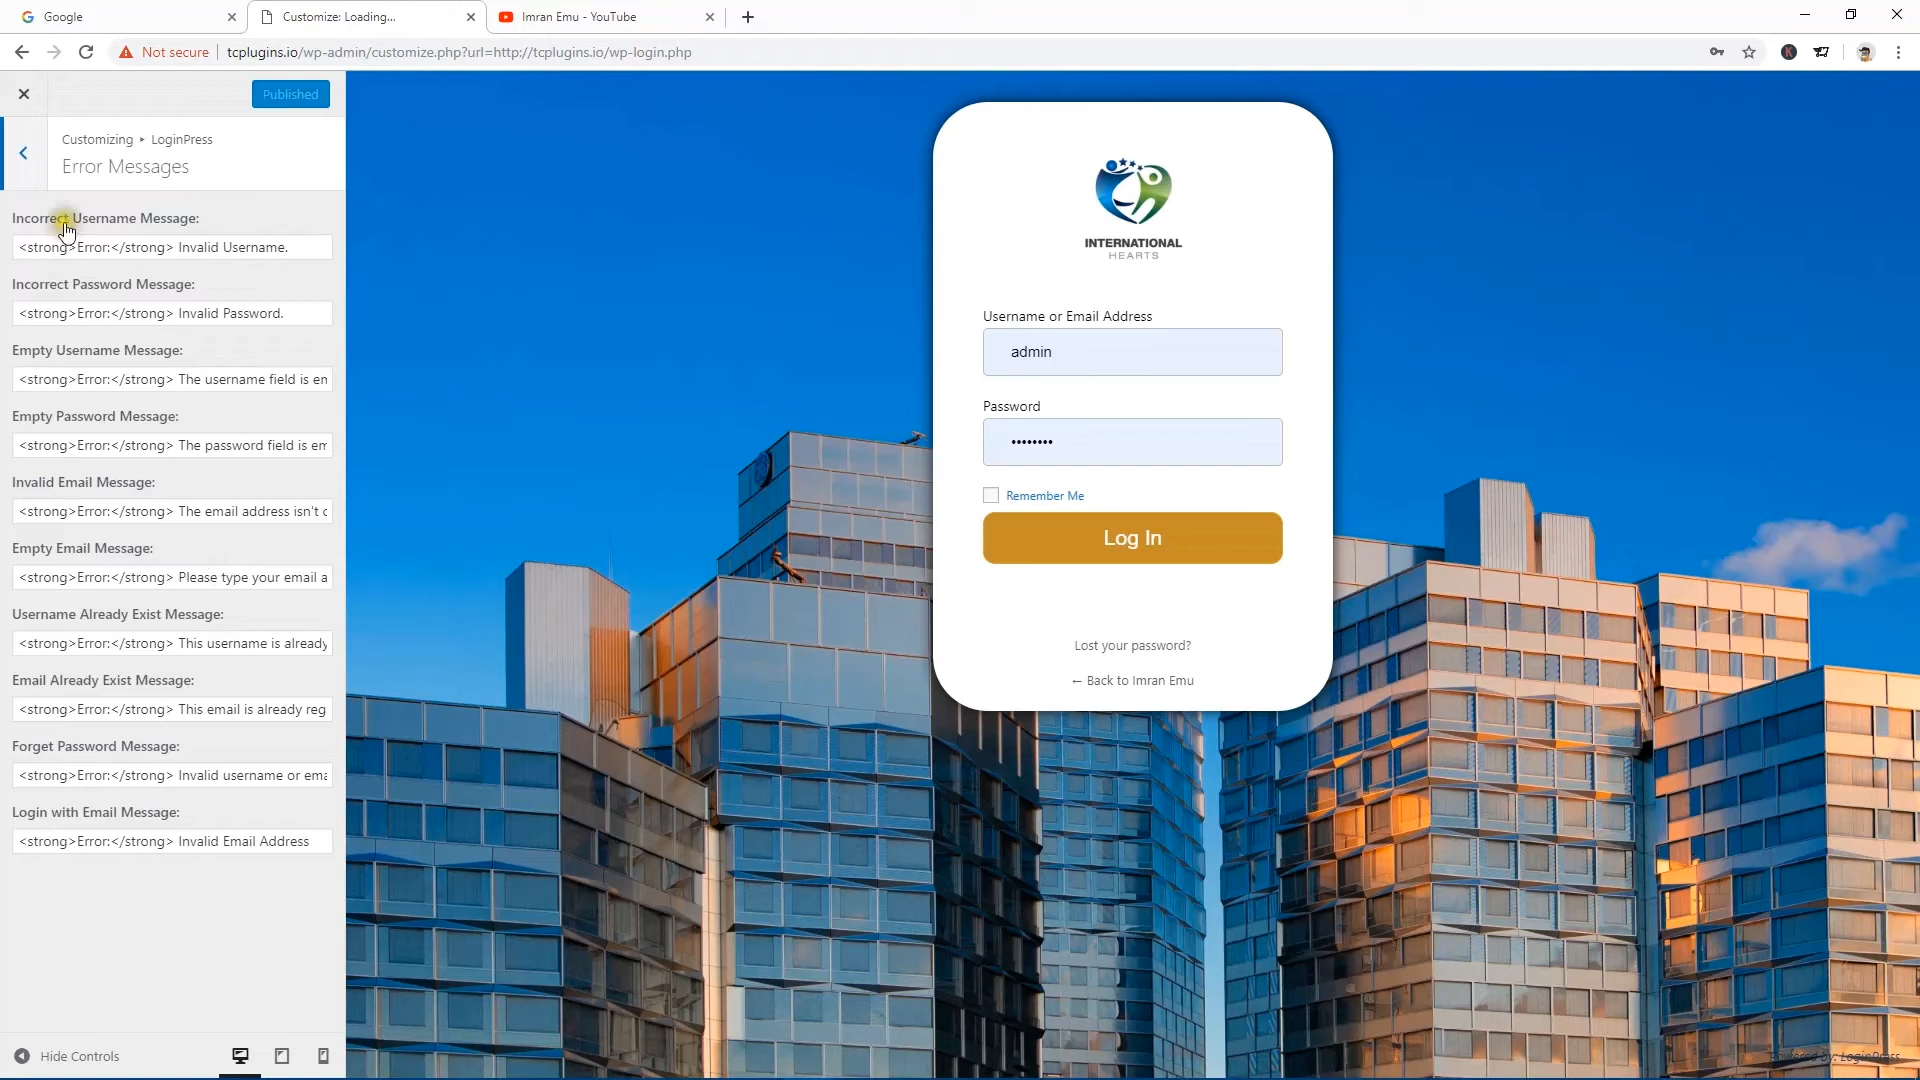 Google
Customize: Loading...
Imran Emu - YouTube
Not secure
tcplugins.io/wp-admin/customize.php?url=http://tcplugins.io/wp-login.php
K
Published
Customizing ▸ LoginPress
Error Messages
Incorrect Username Message:
<strong>Error:</strong> Invalid Username.
Incorrect Password Message:
<strong>Error:</strong> Invalid Password.
Empty Username Message:
<strong>Error:</strong> The username field is en
Empty Password Message:
<strong>Error:</strong> The password field is em
Invalid Email Message:
<strong>Error:</strong> The email address isn't c
Empty Email Message:
<strong>Error:</strong> Please type your email a
Username Already Exist Message:
<strong>Error:</strong> This username is already
Email Already Exist Message:
<strong>Error:</strong> This email is already reg
Forget Password Message:
<strong>Error:</strong> Invalid username or ema
Login with Email Message:
<strong>Error:</strong> Invalid Email Address
Hide Controls
INTERNATIONAL
HEARTS
Username or Email Address
admin
Password
••••••••
Remember Me
Log In
Lost your password?
← Back to Imran Emu
Powered by: LoginPress